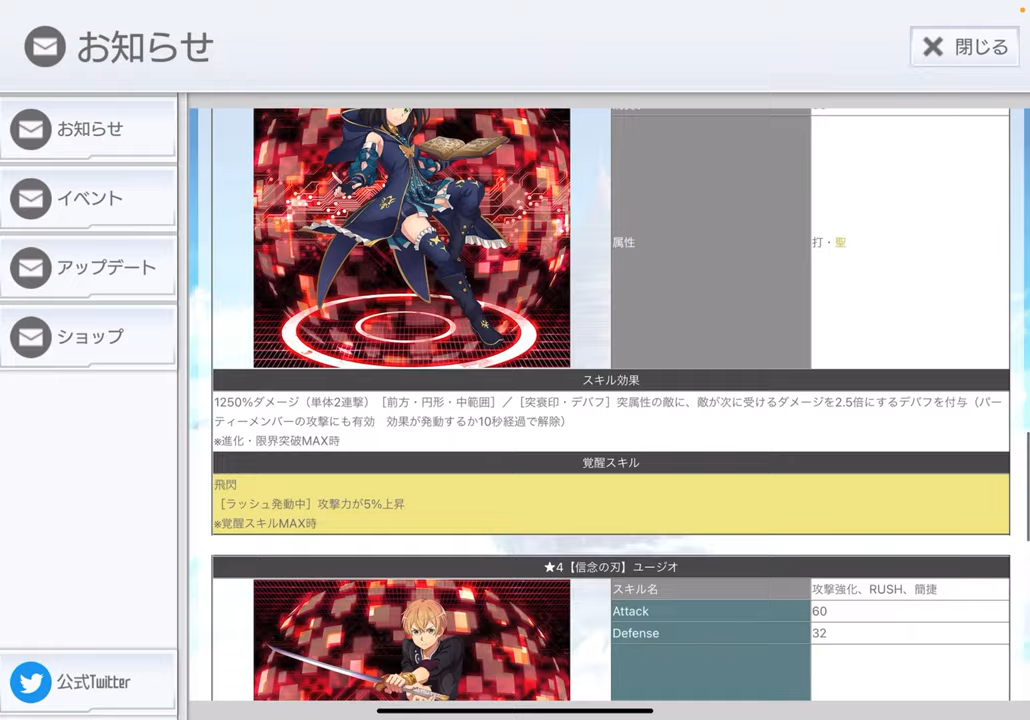 お知らせ
閉じる
お知らせ
イベント
アップデート
ショップ
公式Twitter
属性
打・聖
スキル効果
1250%ダメージ（単体2連撃）［前方・円形・中範囲］／［突衰印・デバフ］突属性の敵に、敵が次に受けるダメージを2.5倍にするデバフを付与（パー
ティーメンバーの攻撃にも有効　効果が発動するか10秒経過で解除）
※進化・限界突破MAX時
覚醒スキル
飛閃
［ラッシュ発動中］攻撃力が5%上昇
※覚醒スキルMAX時
★4【信念の刃】ユージオ
スキル名
攻撃強化、RUSH、簡捷
Attack
60
Defense
32